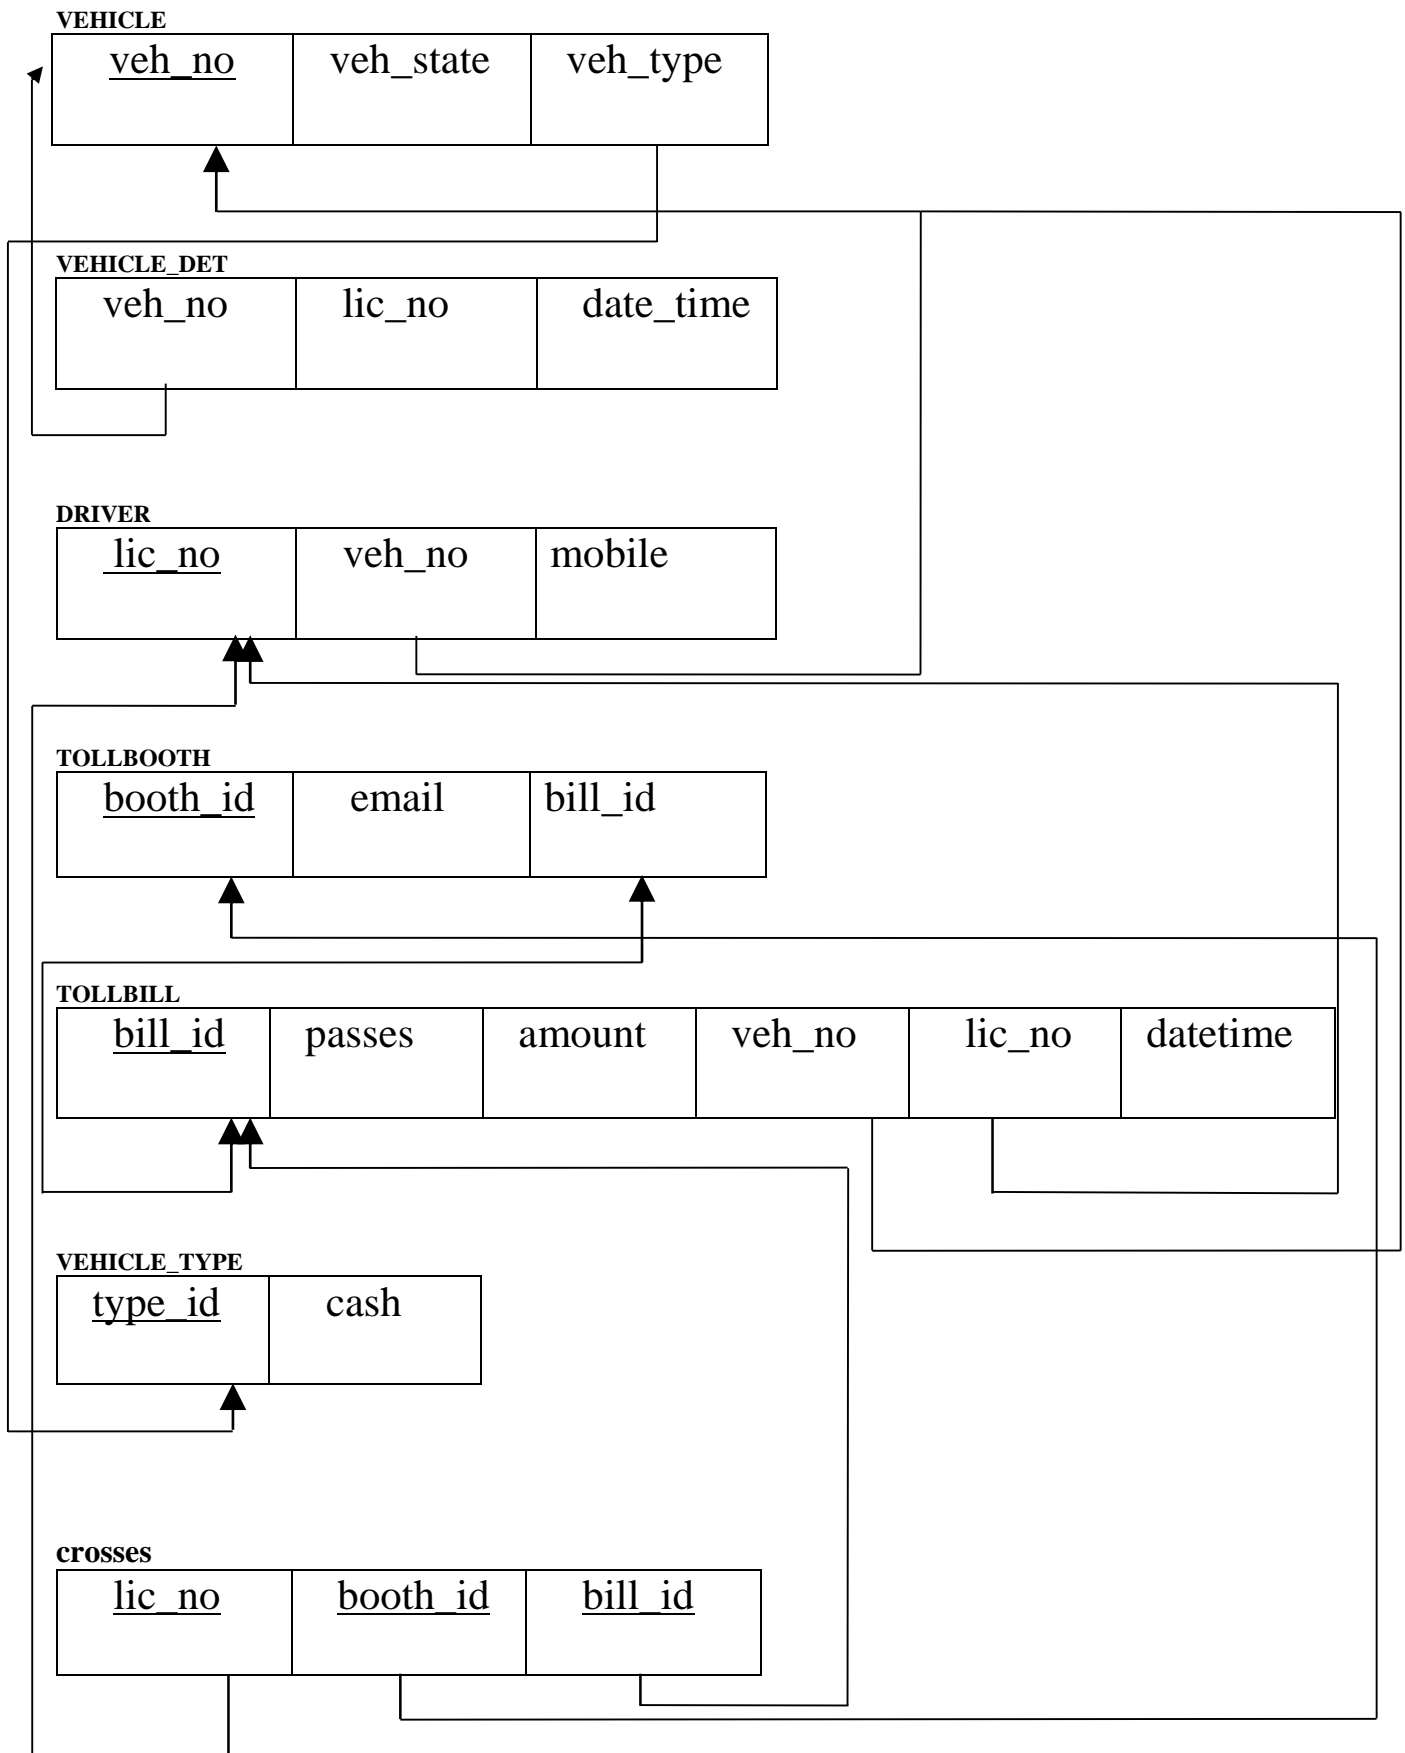 VEHICLE
veh_no veh_state veh_type
VEHICLE_DET
veh_no lic_no date_time
DRIVER
lic_no veh_no mobile
TOLLBOOTH
booth_id email bill_id
TOLLBILL
bill_id passes amount veh_no lic_no datetime
VEHICLE_TYPE
type_id cash
crosses
lic_no booth_id bill_id